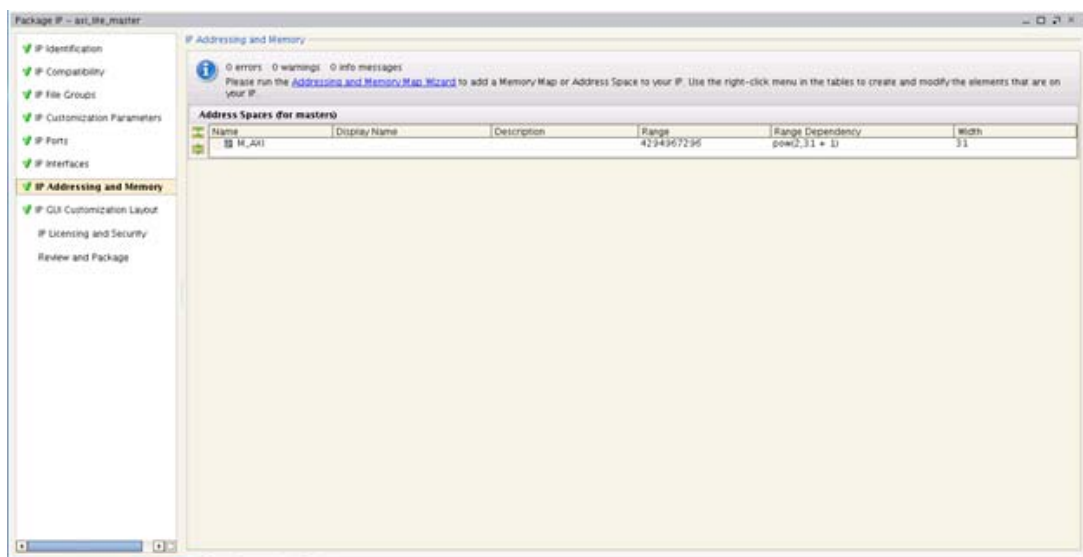 Package IP - axi_lite_master
IP Identification
IP Compatibility
IP File Groups
IP Customization Parameters
IP Ports
IP Interfaces
IP Addressing and Memory
IP GUI Customization Layout
IP Licensing and Security
Review and Package
IP Addressing and Memory
0 errors 0 warnings 0 info messages
Please run the Addressing and Memory Map Wizard to add a Memory Map or Address Space to your IP. Use the right-click menu in the tables to create and modify the elements that are on
your IP.
Address Spaces (for masters)
Name Display Name Description Range Range Dependency Width
M_AXI 4294967296 pow(2,31 + 1) 31